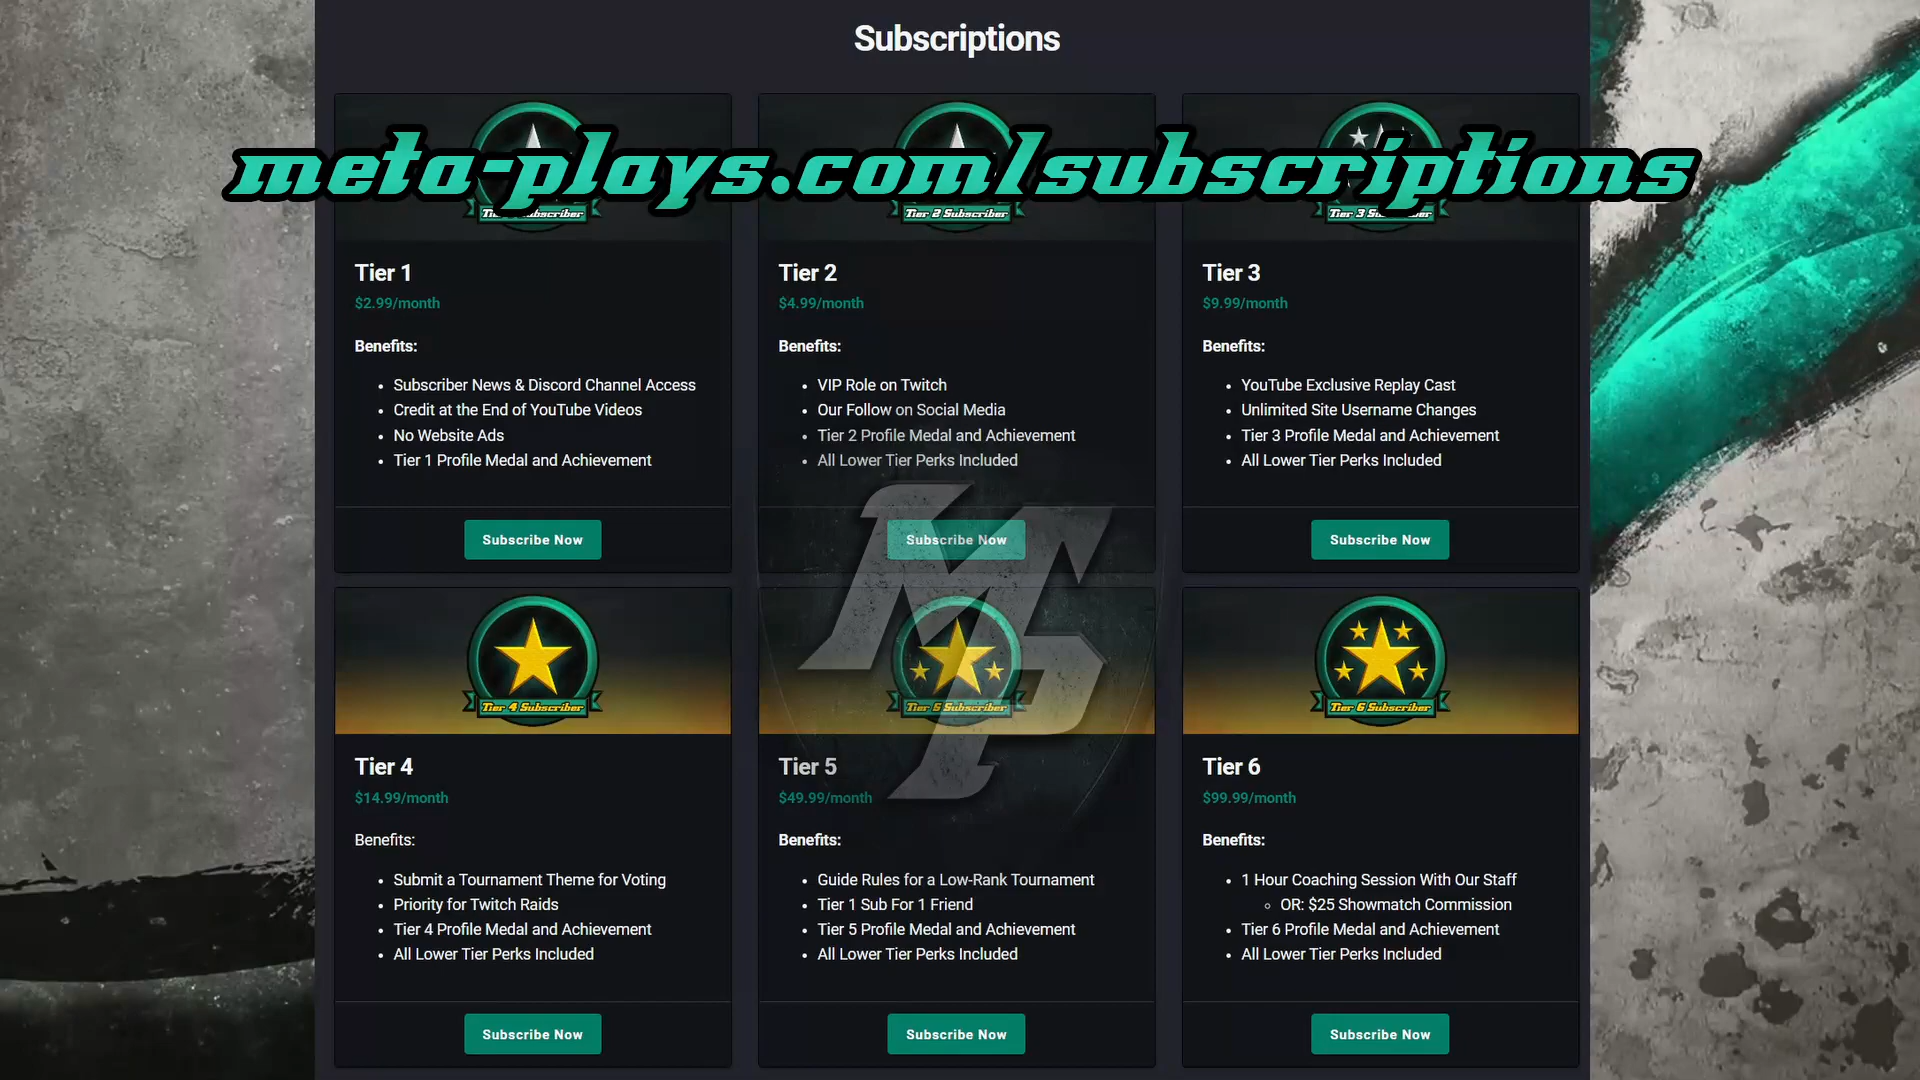 Subscriptions
meta-plays.com/subscriptions
Tier 2 Subscriber
Tier 1
$2.99/month
Benefits:
Subscriber News & Discord Channel Access
Credit at the End of YouTube Videos
No Website Ads
Tier 1 Profile Medal and Achievement
Subscribe Now
Tier 2
$4.99/month
Benefits:
VIP Role on Twitch
Our Follow on Social Media
Tier 2 Profile Medal and Achievement
All Lower Tier Perks Included
Subscribe Now
Tier 3 Subscriber
Tier 3
$9.99/month
Benefits:
YouTube Exclusive Replay Cast
Unlimited Site Username Changes
Tier 3 Profile Medal and Achievement
All Lower Tier Perks Included
Subscribe Now
Tier 4 Subscriber
Tier 4
$14.99/month
Benefits:
Submit a Tournament Theme for Voting
Priority for Twitch Raids
Tier 4 Profile Medal and Achievement
All Lower Tier Perks Included
Subscribe Now
Tier 5 Subscriber
Tier 5
$49.99/month
Benefits:
Guide Rules for a Low-Rank Tournament
Tier 1 Sub For 1 Friend
Tier 5 Profile Medal and Achievement
All Lower Tier Perks Included
Subscribe Now
Tier 6 Subscriber
Tier 6
$99.99/month
Benefits:
1 Hour Coaching Session With Our Staff
OR: $25 Showmatch Commission
Tier 6 Profile Medal and Achievement
All Lower Tier Perks Included
Subscribe Now
MP